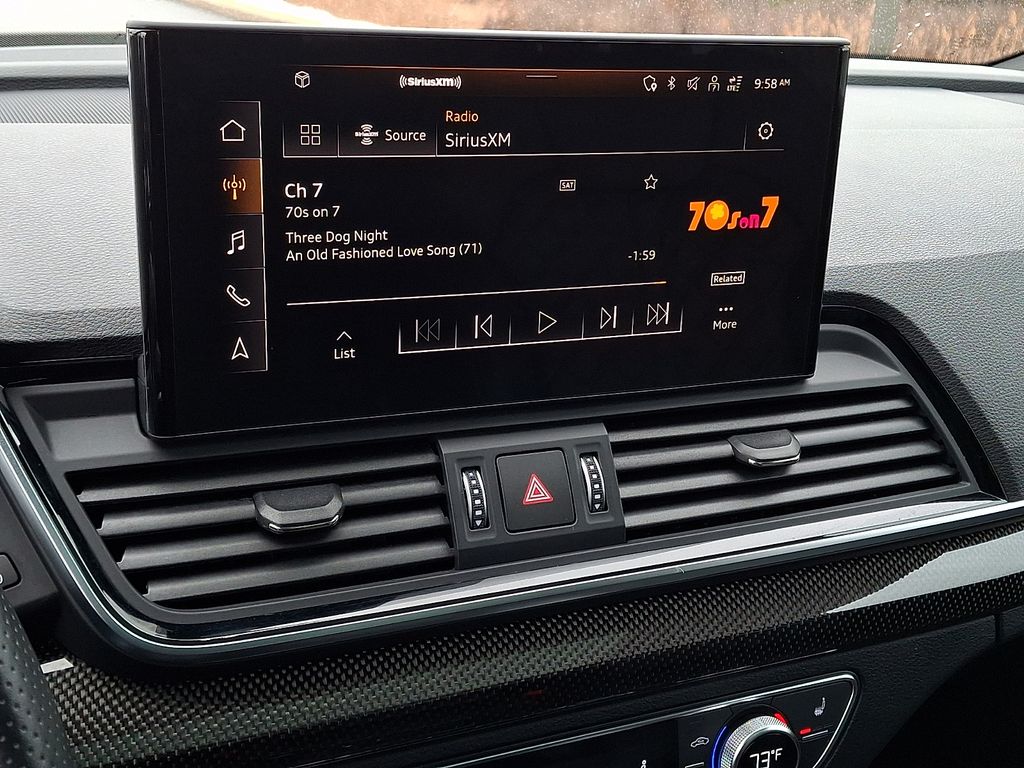 SiriusXM
LTE
9:58 AM
Source
Radio
SiriusXM
Ch 7
SAT
70s on 7
70s on 7
Three Dog Night
An Old Fashioned Love Song (71)
-1:59
Related
List
More
73°F